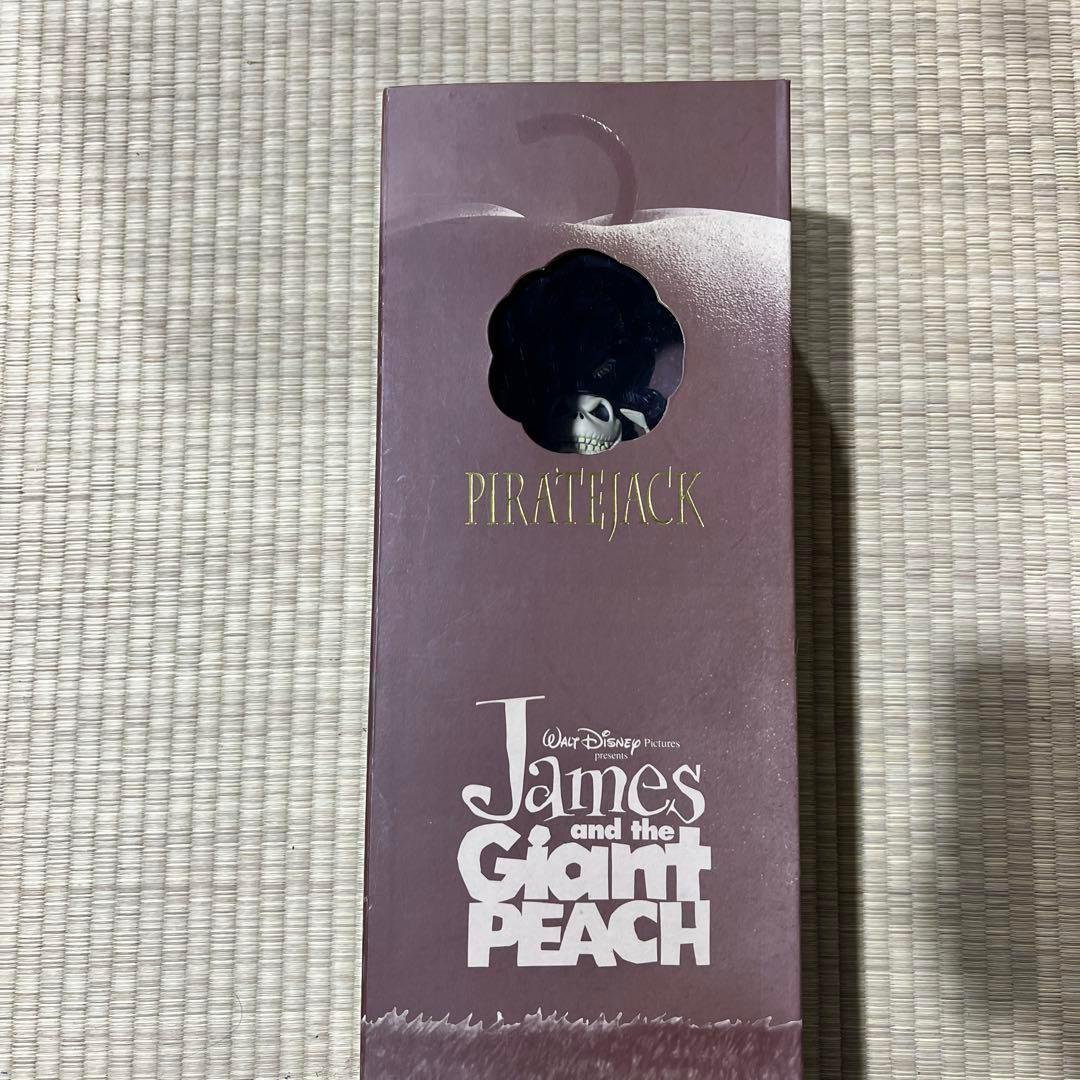 PIRATEJACK
WALT DISNEY Pictures
presents
James
and the
Giant
PEACH